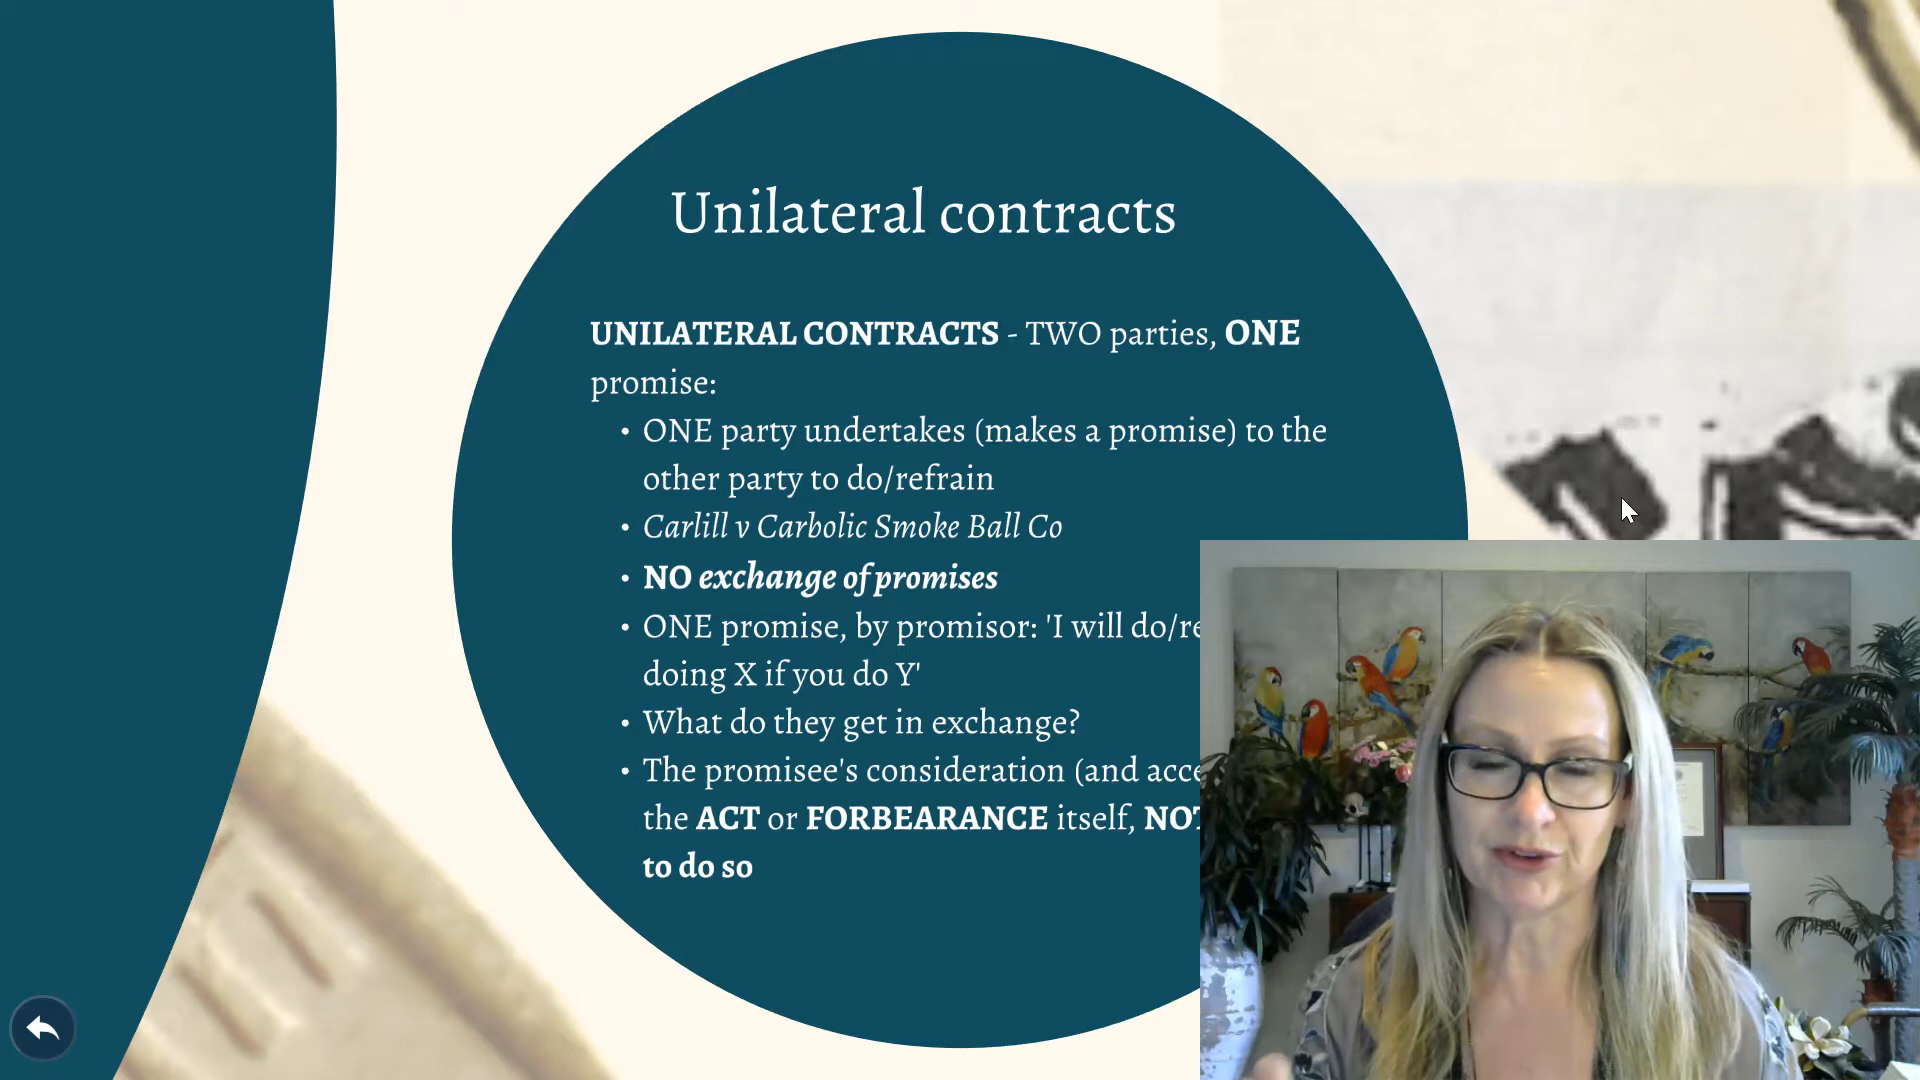 Unilateral contracts
UNILATERAL CONTRACTS - TWO parties, ONE
promise:
• ONE party undertakes (makes a promise) to the
other party to do/refrain
• Carlill v Carbolic Smoke Ball Co
• NO exchange of promises
• ONE promise, by promisor: 'I will do/re
doing X if you do Y'
• What do they get in exchange?
• The promisee's consideration (and acce
the ACT or FORBEARANCE itself, NOT
to do so